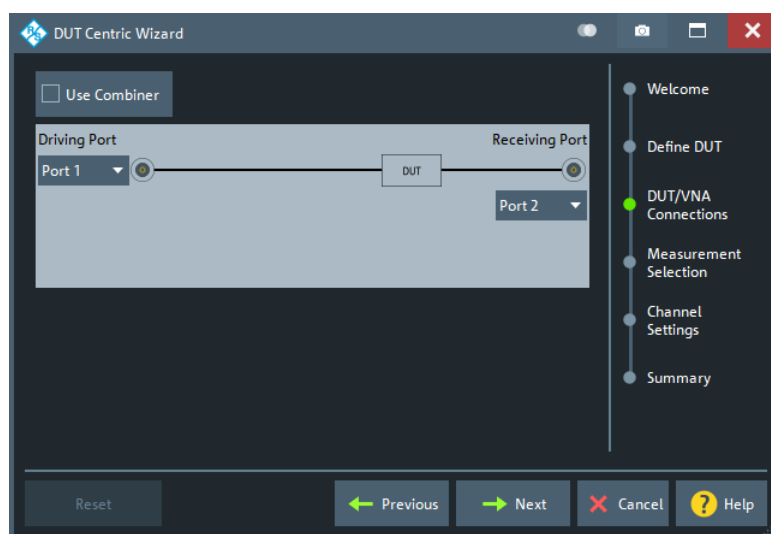 DUT Centric Wizard
Use Combiner
Driving Port
Receiving Port
Port 1
DUT
Port 2
Welcome
Define DUT
DUT/VNA
Connections
Measurement
Selection
Channel
Settings
Summary
Reset
Previous
Next
Cancel
? Help